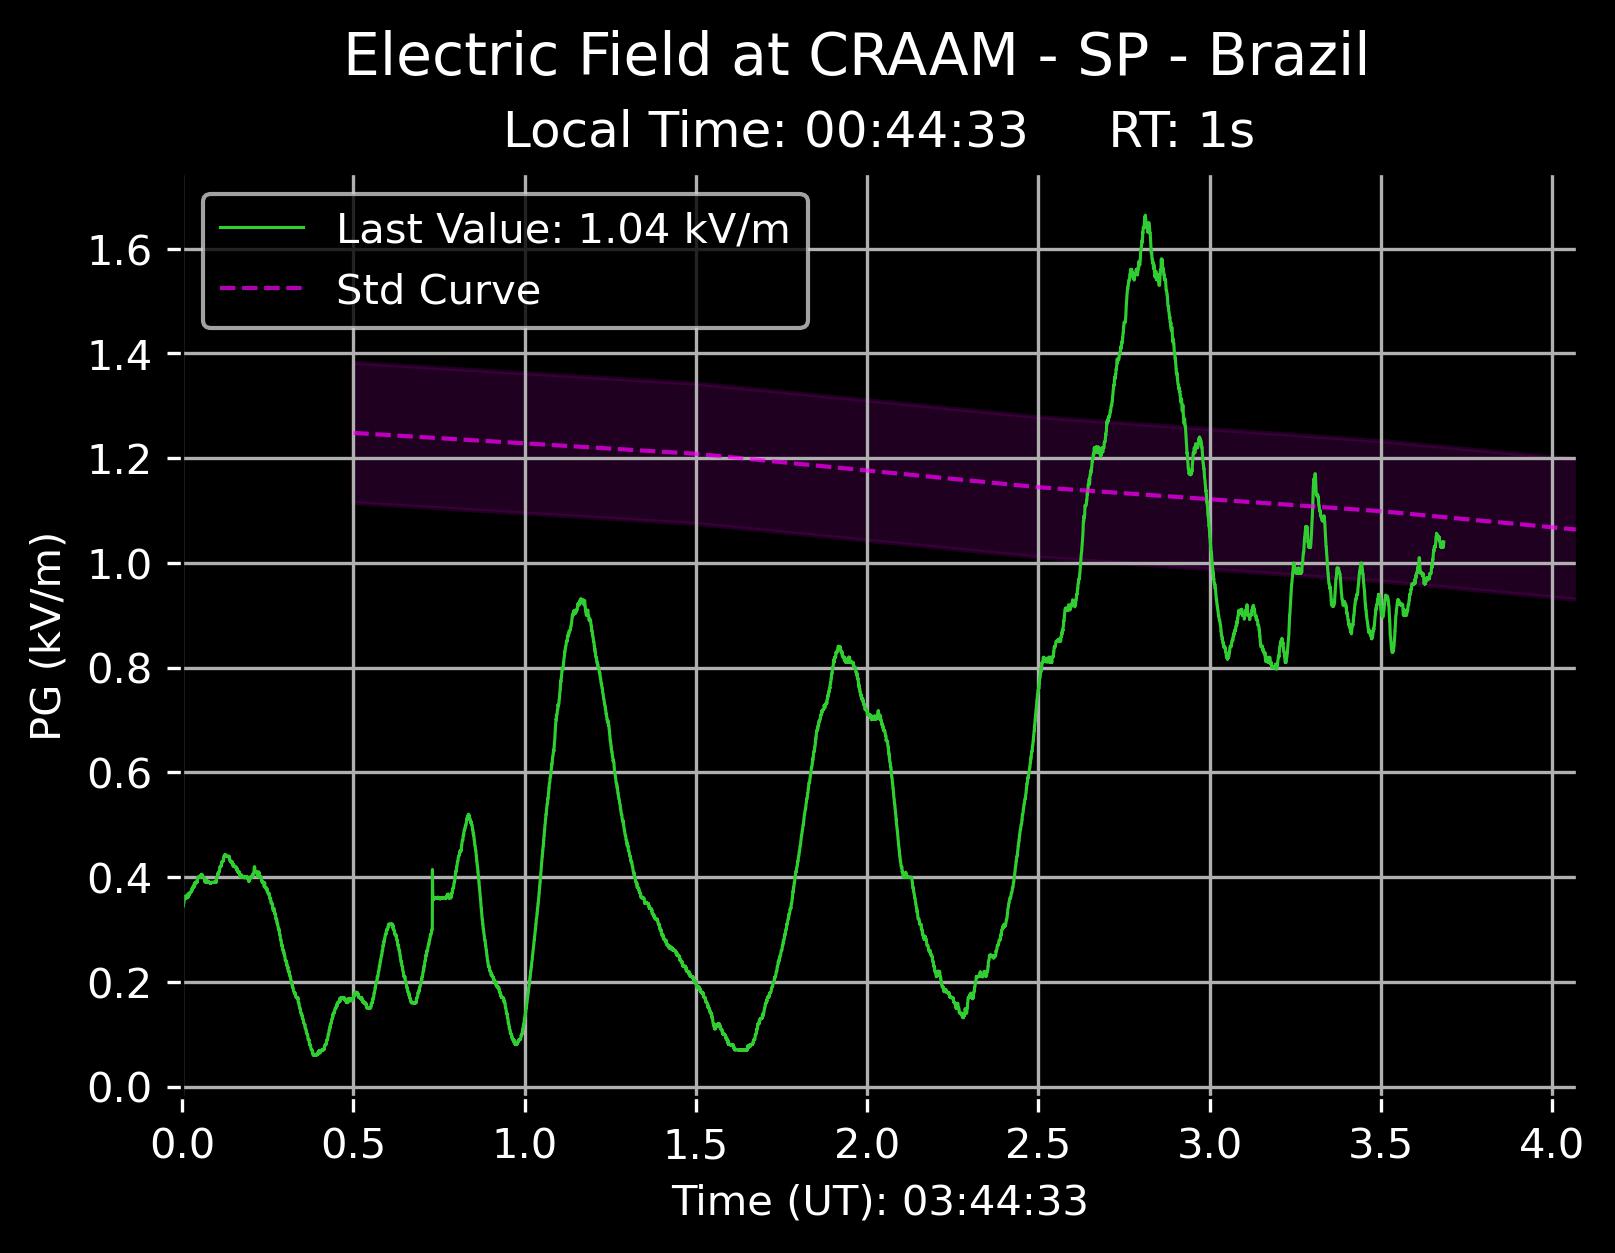 Electric Field at CRAAM - SP - Brazil
Local Time: 00:44:33 RT: 1s
Last Value: 1.04 kV/m
Std Curve
PG (kV/m)
1.6
1.4
1.2
1.0
0.8
0.6
0.4
0.2
0.0
0.0 0.5 1.0 1.5 2.0 2.5 3.0 3.5 4.0
Time (UT): 03:44:33